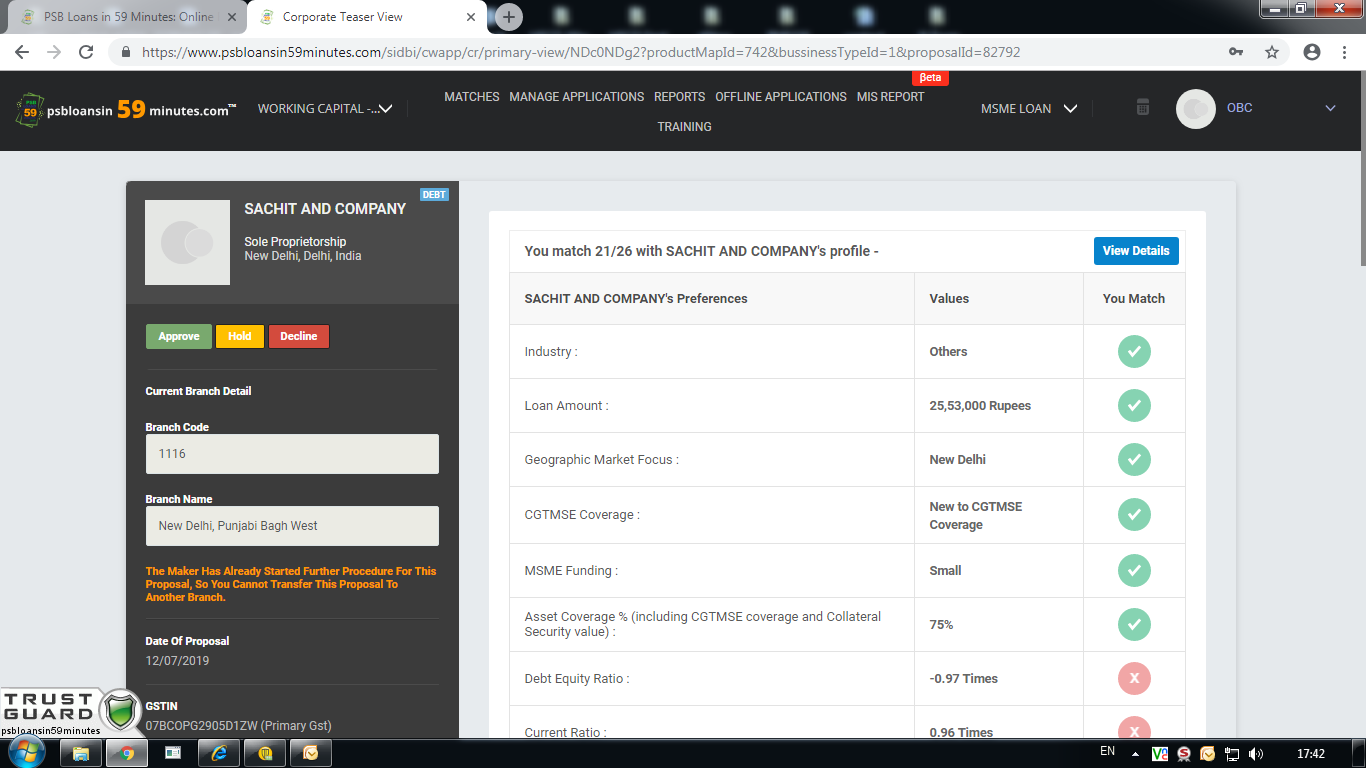 PSB Loans in 59 Minutes: Online
Corporate Teaser View
https://www.psbloansin59minutes.com/sidbi/cwapp/cr/primary-view/NDc0NDg2?productMapId=742&bussinessTypeId=1&proposalId=82792
PSB
59
psbloansin 59 minutes.com™
WORKING CAPITAL -...
MATCHES MANAGE APPLICATIONS REPORTS OFFLINE APPLICATIONS MIS REPORT
βeta
TRAINING
MSME LOAN
OBC
DEBT
SACHIT AND COMPANY
Sole Proprietorship
New Delhi, Delhi, India
Approve Hold Decline
Current Branch Detail
Branch Code
1116
Branch Name
New Delhi, Punjabi Bagh West
The Maker Has Already Started Further Procedure For This
Proposal, So You Cannot Transfer This Proposal To
Another Branch.
Date Of Proposal
12/07/2019
GSTIN
07BCOPG2905D1ZW (Primary Gst)
You match 21/26 with SACHIT AND COMPANY's profile -
View Details
SACHIT AND COMPANY's Preferences Values You Match
Industry : Others
Loan Amount : 25,53,000 Rupees
Geographic Market Focus : New Delhi
CGTMSE Coverage : New to CGTMSE
Coverage
MSME Funding : Small
Asset Coverage % (including CGTMSE coverage and Collateral
Security value) : 75%
Debt Equity Ratio : -0.97 Times X
Current Ratio : 0.96 Times X
TRUST
GUARD
psbloansin59minutes
EN
17:42